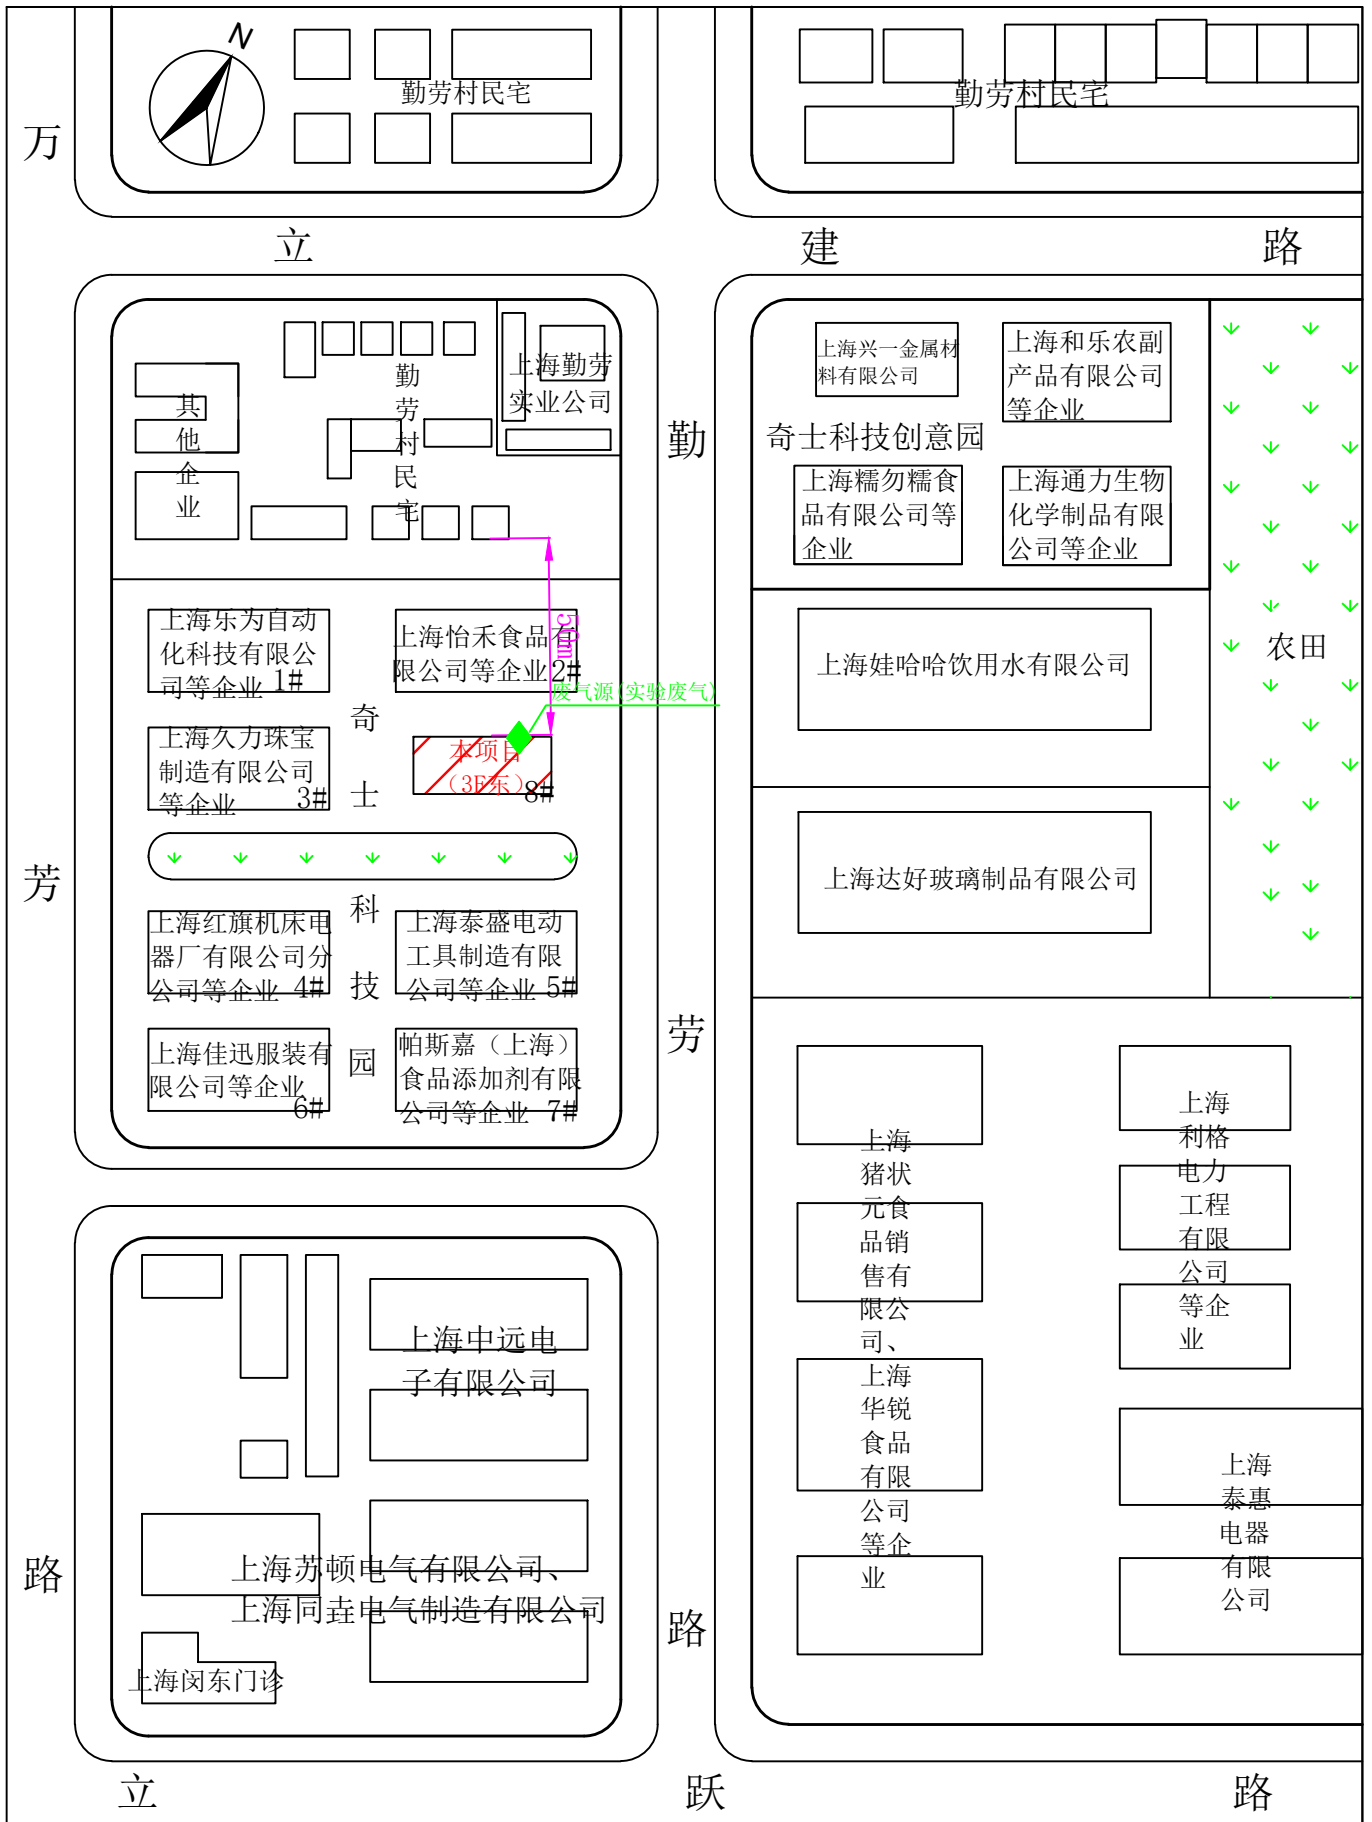 N
勤劳村民宅
勤劳村民宅
万
芳
路
立 建 路
其他企业
勤劳村民宅
上海勤劳
实业公司
勤
劳
路
上海兴一金属材
料有限公司
上海和乐农副
产品有限公司
等企业
奇士科技创意园
上海糯勿糯食
品有限公司等
企业
上海通力生物
化学制品有限
公司等企业
50m
上海乐为自动
化科技有限公
司等企业 1#
上海怡禾食品有
限公司等企业 2#
废气源(实验废气)
上海久力珠宝
制造有限公司
等企业 3#
本项目
(3F东)
8#
奇
士
科
技
园
上海娃哈哈饮用水有限公司
农田
上海达好玻璃制品有限公司
上海红旗机床电
器厂有限公司分
公司等企业 4#
上海泰盛电动
工具制造有限
公司等企业 5#
上海佳迅服装有
限公司等企业
6#
帕斯嘉（上海）
食品添加剂有限
公司等企业 7#
上海
猪状
元食
品销
售有
限公
司、
上海
华锐
食品
有限
公司
等企
业
上海
利格
电力
工程
有限
公司
等企
业
上海
泰惠
电器
有限
公司
上海中远电
子有限公司
上海苏顿电气有限公司、
上海同垚电气制造有限公司
上海闵东门诊
立 跃 路